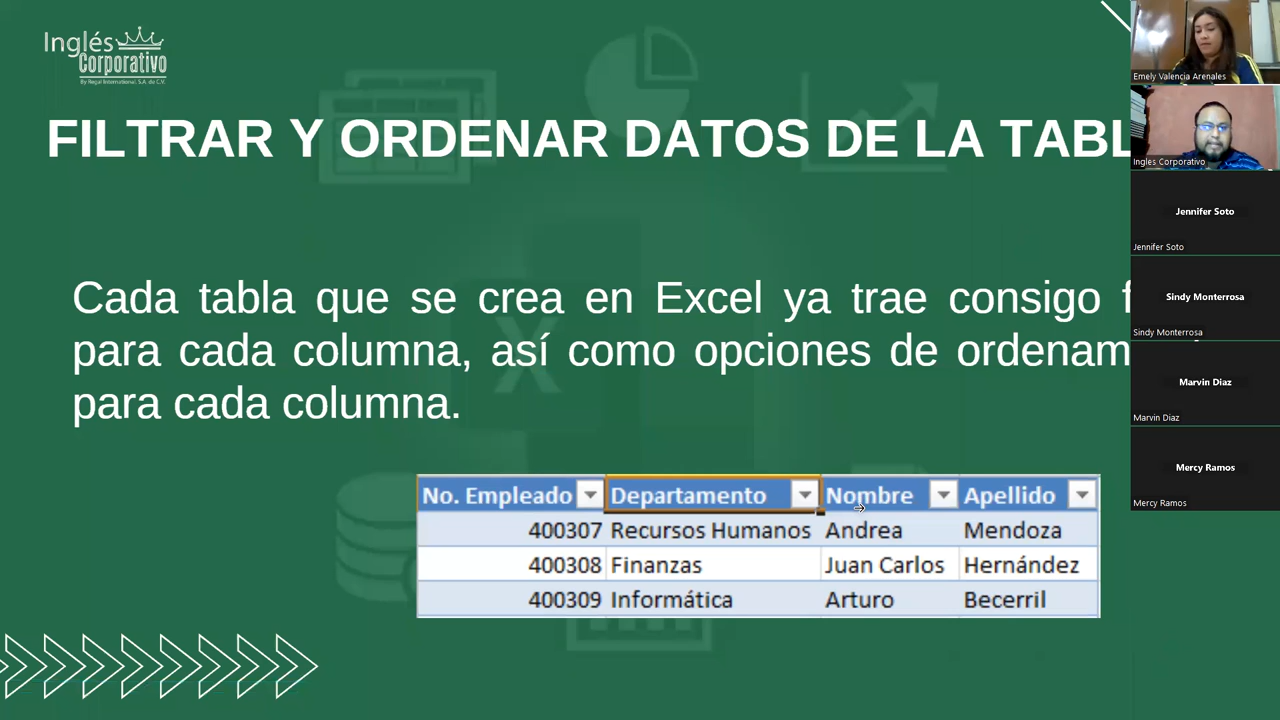 Inglés
Corporativo
By Regal International, S.A. de C.V.
FILTRAR Y ORDENAR DATOS DE LA TABL
Cada tabla que se crea en Excel ya trae consigo f
para cada columna, así como opciones de ordenam
para cada columna.
No. Empleado Departamento Nombre Apellido
400307 Recursos Humanos Andrea Mendoza
400308 Finanzas Juan Carlos Hernández
400309 Informática Arturo Becerril
Emely Valencia Arenales
Ingles Corporativo
Jennifer Soto
Jennifer Soto
Sindy Monterrosa
Sindy Monterrosa
Marvin Diaz
Marvin Diaz
Mercy Ramos
Mercy Ramos